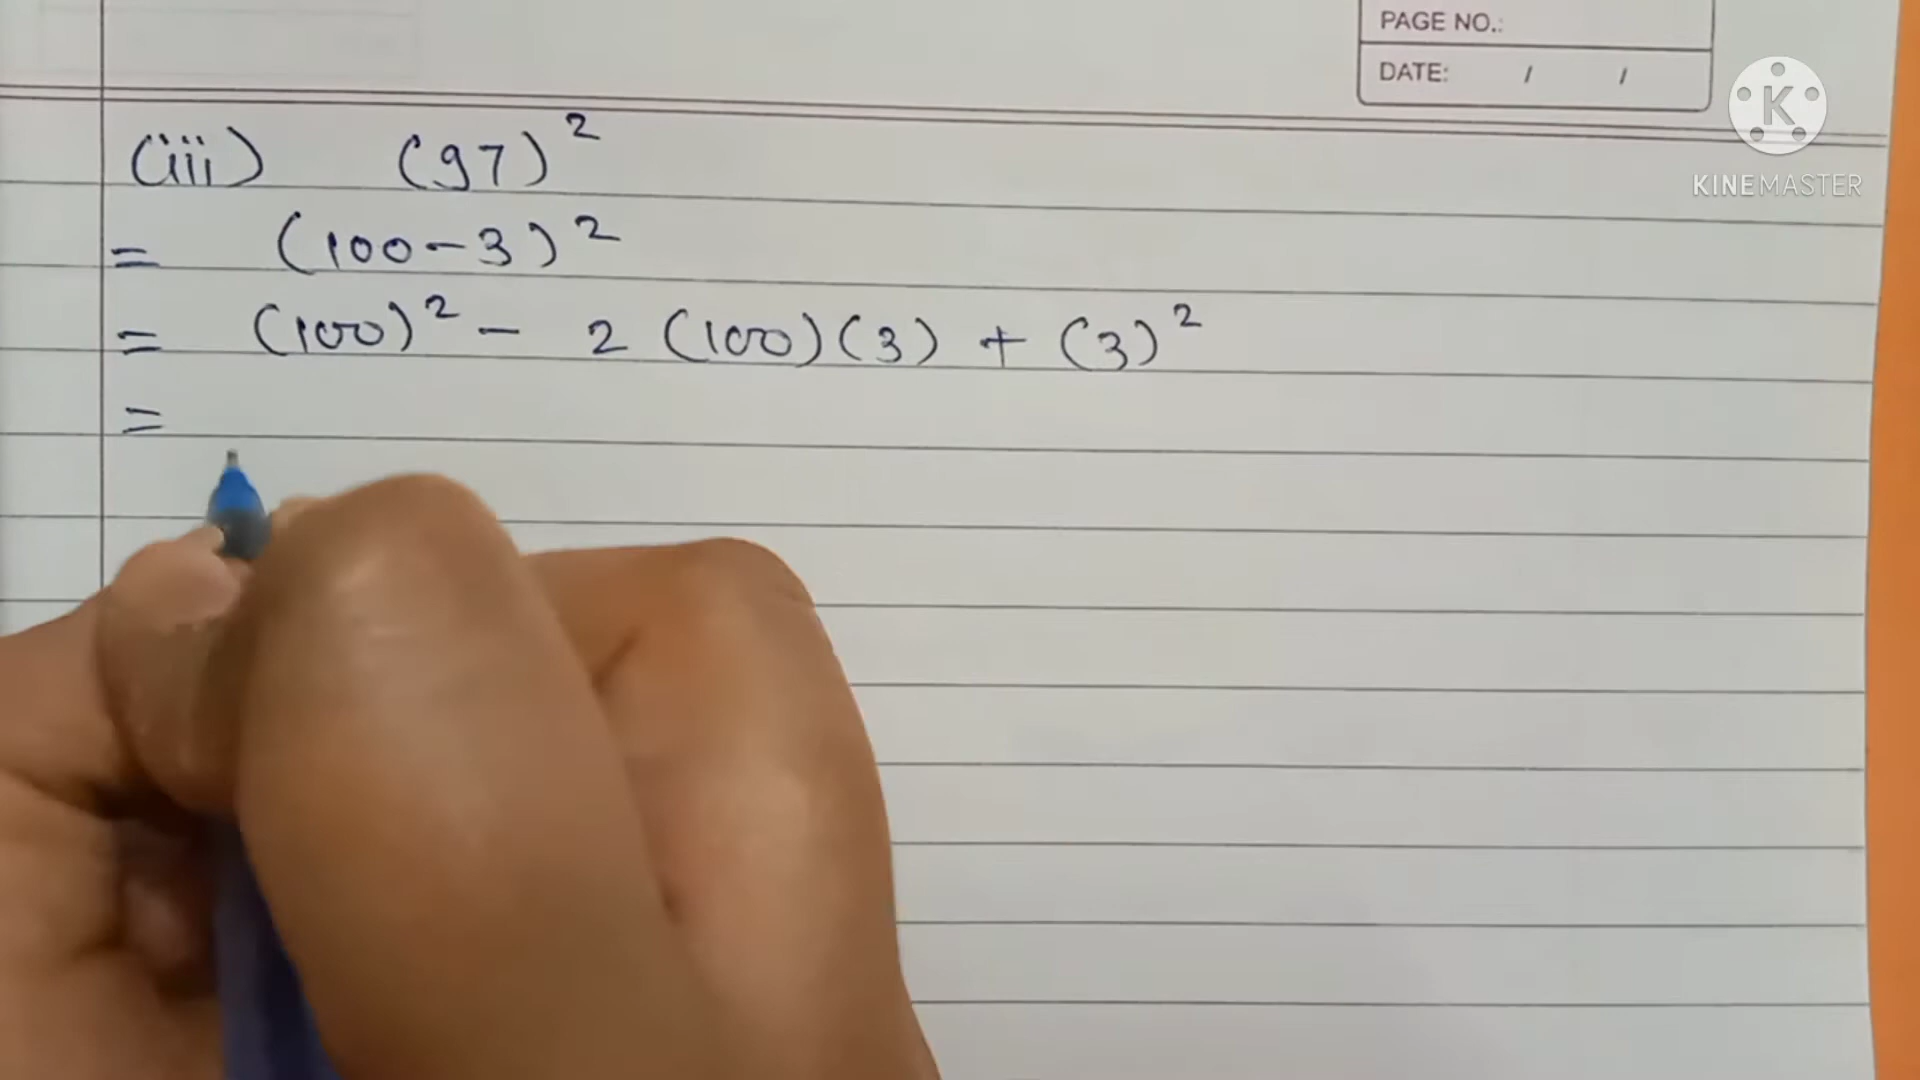 PAGE NO.:
DATE: / /
KINEMASTER
(iii) (97)²
= (100-3)²
= (100)² - 2 (100)(3) + (3)²
=